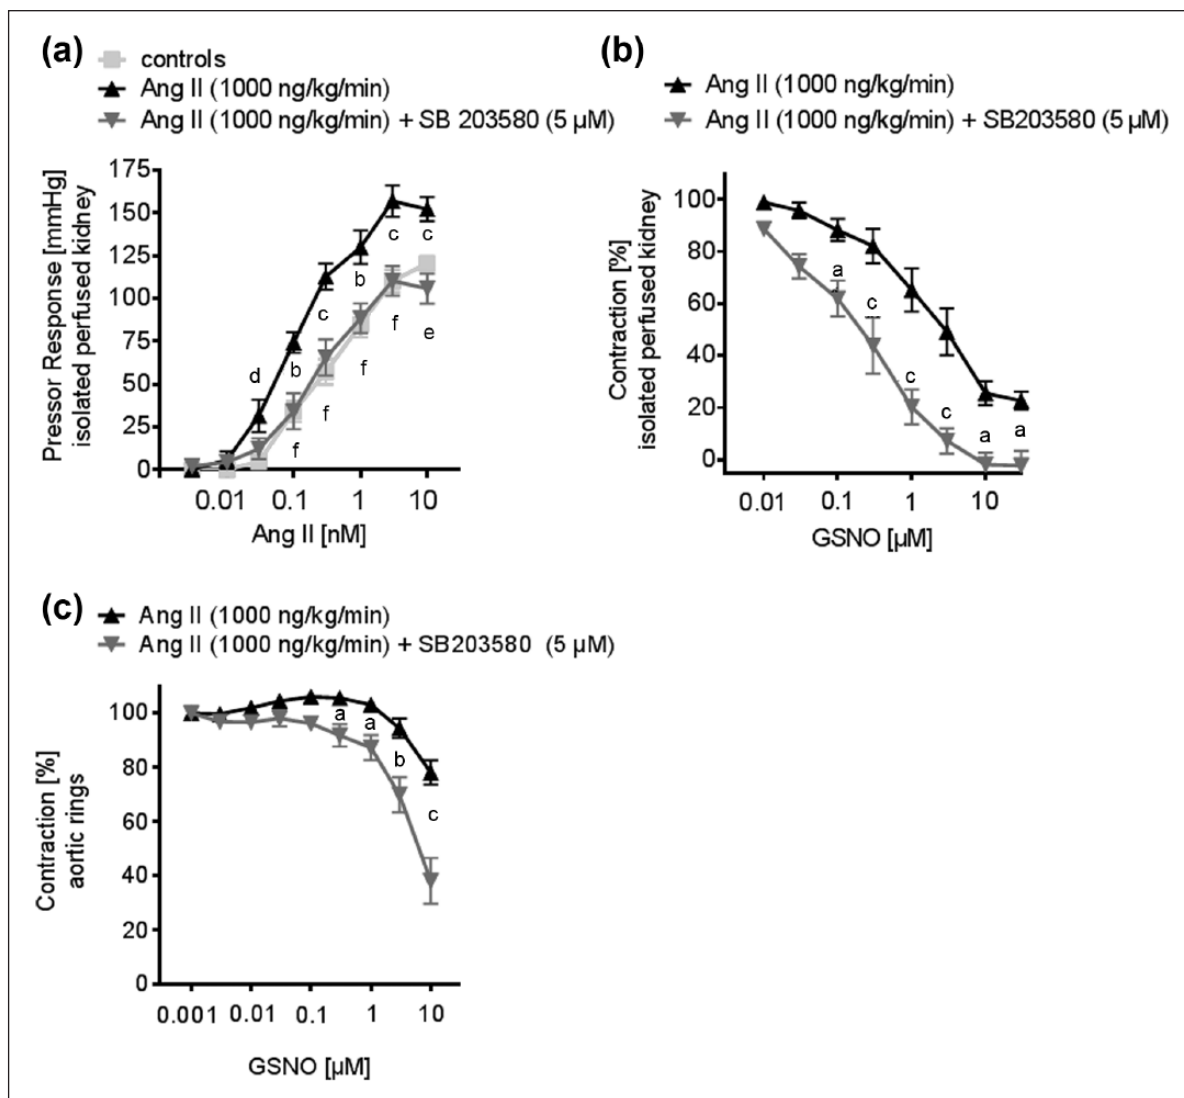 (a)
controls
Ang II (1000 ng/kg/min)
Ang II (1000 ng/kg/min) + SB 203580 (5 µM)
Pressor Response [mmHg]
isolated perfused kidney
175
150
125
100
75
50
25
0
d
b
c
b
c
c
f
f
f
f
e
0.01 0.1 1 10
Ang II [nM]
(b)
Ang II (1000 ng/kg/min)
Ang II (1000 ng/kg/min) + SB203580 (5 µM)
Contraction [%]
isolated perfused kidney
100
80
60
40
20
0
a
c
c
c
a
a
0.01 0.1 1 10
GSNO [µM]
(c)
Ang II (1000 ng/kg/min)
Ang II (1000 ng/kg/min) + SB203580 (5 µM)
Contraction [%]
aortic rings
100
80
60
40
20
0
a
a
b
c
0.001 0.01 0.1 1 10
GSNO [µM]